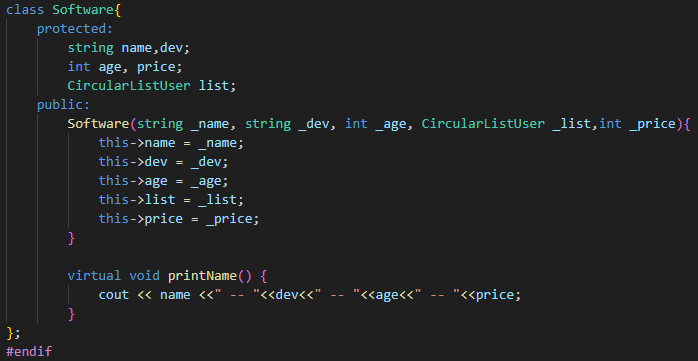 class Software{
    protected:
        string name,dev;
        int age, price;
        CircularListUser list;
    public:
        Software(string _name, string _dev, int _age, CircularListUser _list,int _price){
            this->name = _name;
            this->dev = _dev;
            this->age = _age;
            this->list = _list;
            this->price = _price;
        }

        virtual void printName() {
            cout << name <<" -- "<<dev<<" -- "<<age<<" -- "<<price;
        }
};
#endif